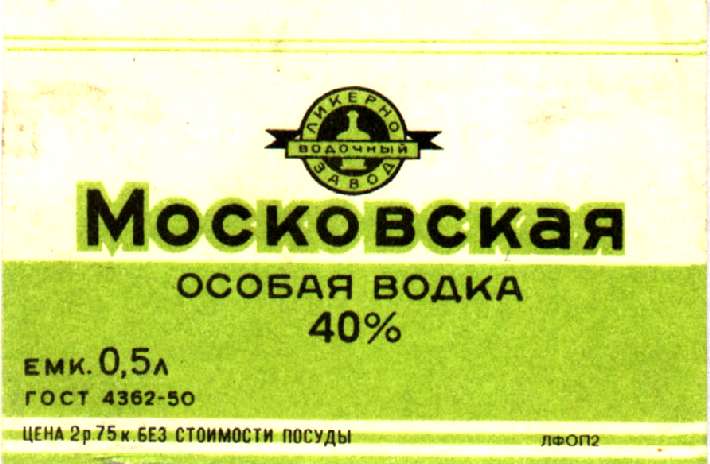 ЛИКЕРНО
ВОДОЧНЫЙ
ЗАВОД
МОСКОВСКАЯ
ОСОБАЯ ВОДКА
40%
ЕМК. 0,5Л
ГОСТ 4362-50
ЦЕНА 2р.75к.БЕЗ СТОИМОСТИ ПОСУДЫ
ЛФОП2